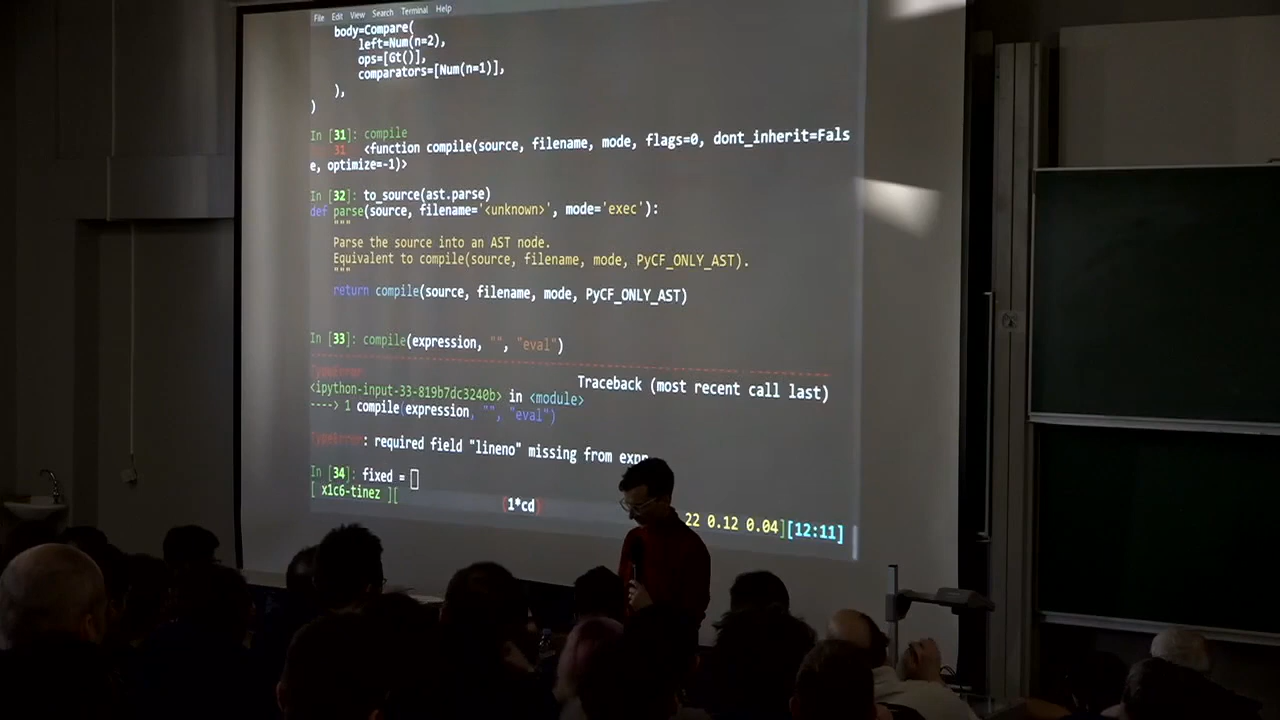 File Edit View Search Terminal Help
body=Compare(
left=Num(n=2),
ops=[Gt()],
comparators=[Num(n=1)],
),
)
In [31]: compile
31 <function compile(source, filename, mode, flags=0, dont_inherit=Fals
e, optimize=-1)>
In [32]: to_source(ast.parse)
def parse(source, filename='<unknown>', mode='exec'):
"""
Parse the source into an AST node.
Equivalent to compile(source, filename, mode, PyCF_ONLY_AST).
"""
return compile(source, filename, mode, PyCF_ONLY_AST)
In [33]: compile(expression, "", "eval")
TypeError Traceback (most recent call last)
<ipython-input-33-819b7dc3240b> in <module>
----> 1 compile(expression, "", "eval")
TypeError: required field "lineno" missing from expr
In [34]: fixed =
[ x1c6-tinez ][ (1*cd) 22 0.12 0.04][12:11]